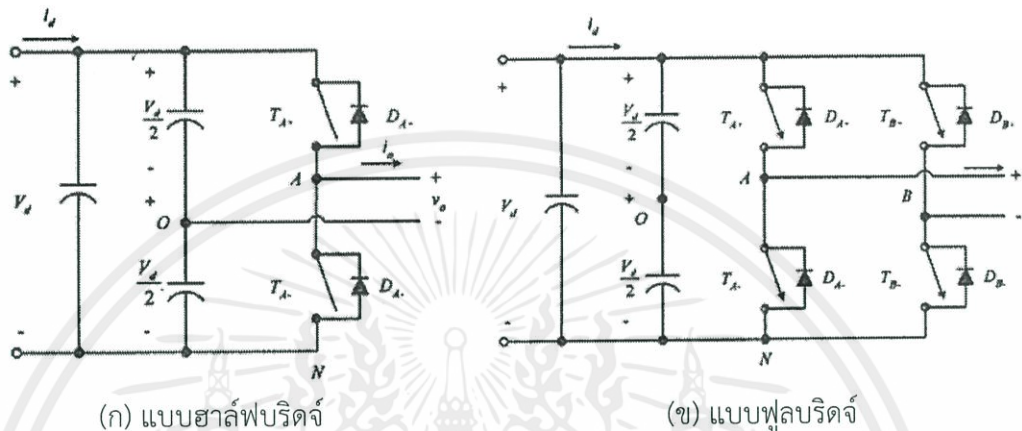 i_d
+
V_d
-
+
V_d/2
-
O
+
V_d/2
-
T_A+
D_A+
i_o
A
+
v_o
-
T_A-
D_A-
N
(ก) แบบฮาล์ฟบริดจ์
i_d
+
V_d
-
+
V_d/2
-
+
O
V_d/2
-
T_A+
D_A+
T_B+
D_B+
A
B
+
-
T_A-
D_A-
T_B-
D_B-
N
(ข) แบบฟูลบริดจ์